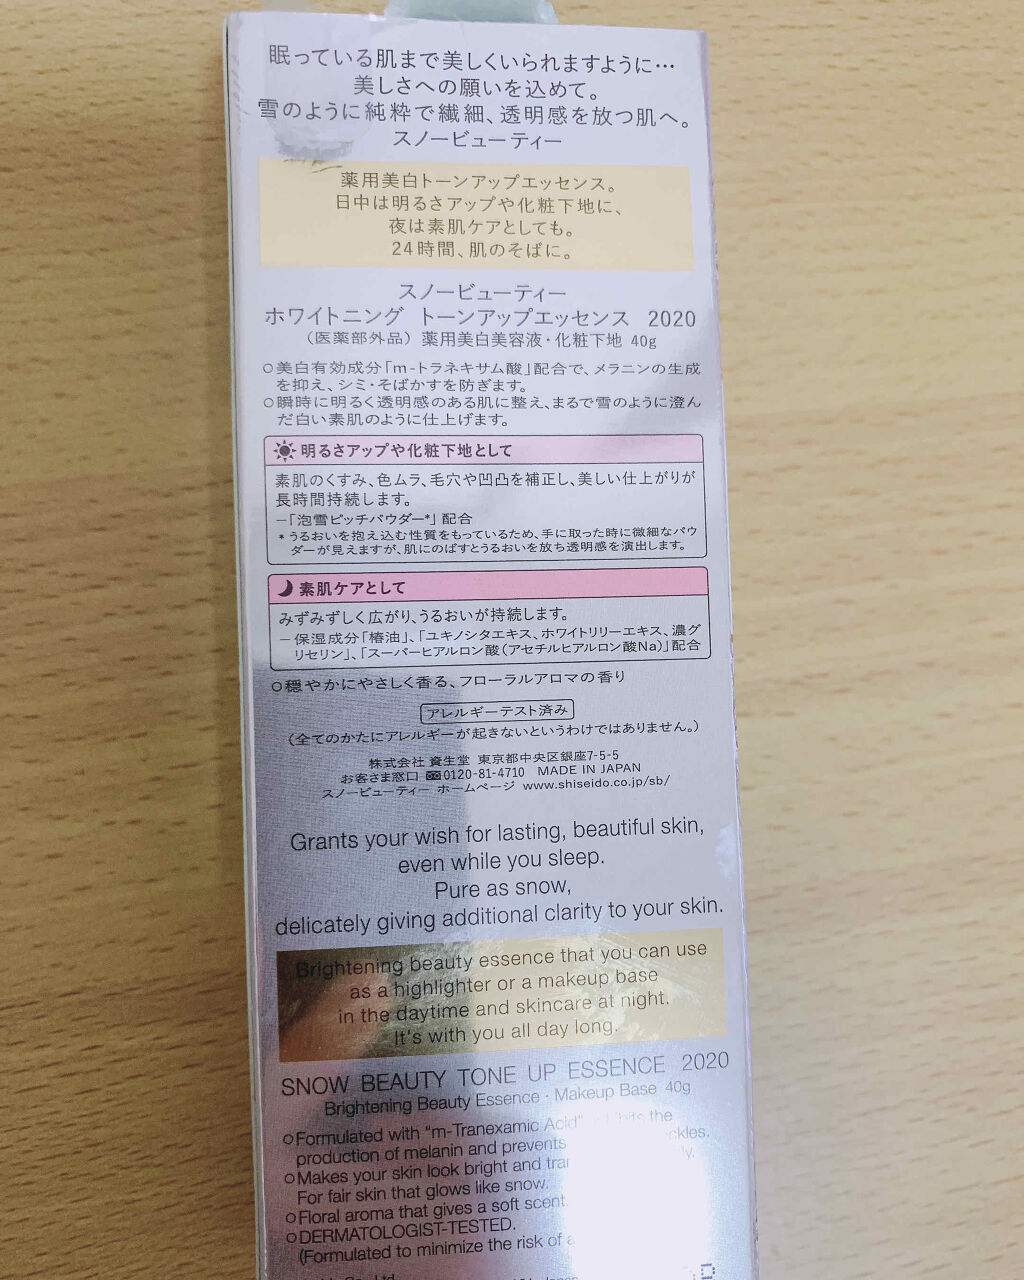 眠っている肌まで美しくいられますように…
美しさへの願いを込めて。
雪のように純粋で繊細、透明感を放つ肌へ。
スノービューティー
薬用美白トーンアップエッセンス。
日中は明るさアップや化粧下地に、
夜は素肌ケアとしても。
24時間、肌のそばに。
スノービューティー
ホワイトニング トーンアップエッセンス 2020
（医薬部外品）薬用美白美容液・化粧下地 40g
○美白有効成分「m-トラネキサム酸」配合で、メラニンの生成
を抑え、シミ・そばかすを防ぎます。
○瞬時に明るく透明感のある肌に整え、まるで雪のように澄ん
だ白い素肌のように仕上げます。
明るさアップや化粧下地として
素肌のくすみ、色ムラ、毛穴や凹凸を補正し、美しい仕上がりが
長時間持続します。
−「泡雪ピッチパウダー*」配合
*うるおいを抱え込む性質をもっているため、手に取った時に微細なパウ
ダーが見えますが、肌にのばすとうるおいを放ち透明感を演出します。
素肌ケアとして
みずみずしく広がり、うるおいが持続します。
−保湿成分「椿油」、「ユキノシタエキス、ホワイトリリーエキス、濃グ
リセリン」、「スーパーヒアルロン酸（アセチルヒアルロン酸Na）」配合
○穏やかにやさしく香る、フローラルアロマの香り
アレルギーテスト済み
（全てのかたにアレルギーが起きないというわけではありません。）
株式会社 資生堂 東京都中央区銀座7-5-5
お客さま窓口 0120-81-4710 MADE IN JAPAN
スノービューティー ホームページ www.shiseido.co.jp/sb/
Grants your wish for lasting, beautiful skin,
even while you sleep.
Pure as snow,
delicately giving additional clarity to your skin.
Brightening beauty essence that you can use
as a highlighter or a makeup base
in the daytime and skincare at night.
It's with you all day long.
SNOW BEAUTY TONE UP ESSENCE 2020
Brightening Beauty Essence・Makeup Base 40g
○Formulated with "m-Tranexamic Acid" the
production of melanin and prevents
○Makes your skin look bright and
For fair skin that glows like snow.
○Floral aroma that gives a soft scent.
○DERMATOLOGIST-TESTED.
(Formulated to minimize the risk of
Co., Ltd.